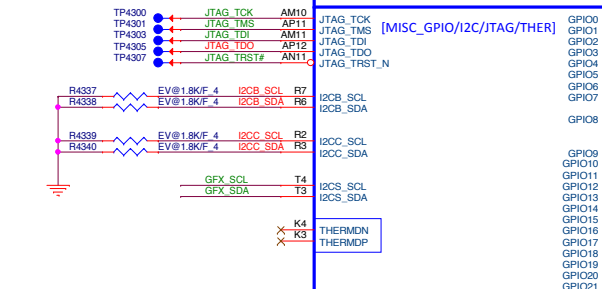 TP4300 JTAG_TCK AM10 JTAG_TCK [MISC_GPIO/I2C/JTAG/THER] GPIO0
TP4301 JTAG_TMS AP11 JTAG_TMS GPIO1
TP4303 JTAG_TDI AM11 JTAG_TDI GPIO2
TP4305 JTAG_TDO AP12 JTAG_TDO GPIO3
TP4307 JTAG_TRST# AN11 JTAG_TRST_N GPIO4
GPIO5
GPIO6
R4337 EV@1.8K/F_4 I2CB_SCL R7 I2CB_SCL GPIO7
R4338 EV@1.8K/F_4 I2CB_SDA R6 I2CB_SDA
GPIO8
R4339 EV@1.8K/F_4 I2CC_SCL R2 I2CC_SCL
R4340 EV@1.8K/F_4 I2CC_SDA R3 I2CC_SDA GPIO9
GPIO10
GPIO11
GFX_SCL T4 I2CS_SCL GPIO12
GFX_SDA T3 I2CS_SDA GPIO13
GPIO14
GPIO15
K4 THERMDN GPIO16
K3 THERMDP GPIO17
GPIO18
GPIO19
GPIO20
GPIO21